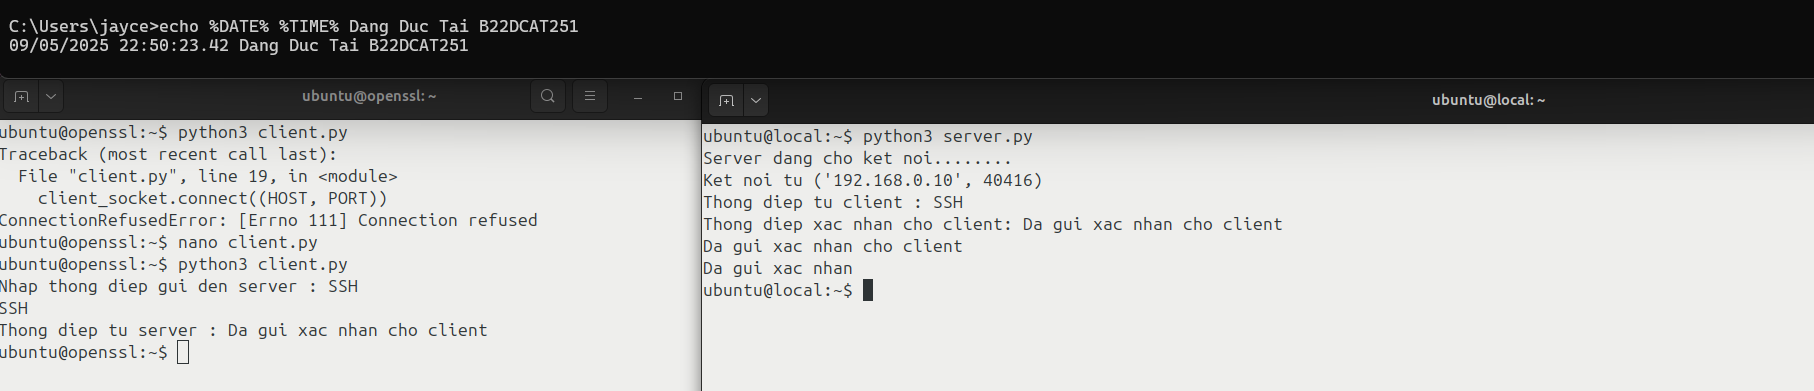 C:\Users\jayce>echo %DATE% %TIME% Dang Duc Tai B22DCAT251
09/05/2025 22:50:23.42 Dang Duc Tai B22DCAT251
ubuntu@openssl: ~
ubuntu@openssl:~$ python3 client.py
Traceback (most recent call last):
  File "client.py", line 19, in <module>
    client_socket.connect((HOST, PORT))
ConnectionRefusedError: [Errno 111] Connection refused
ubuntu@openssl:~$ nano client.py
ubuntu@openssl:~$ python3 client.py
Nhap thong diep gui den server : SSH
SSH
Thong diep tu server : Da gui xac nhan cho client
ubuntu@openssl:~$
ubuntu@local: ~
ubuntu@local:~$ python3 server.py
Server dang cho ket noi........
Ket noi tu ('192.168.0.10', 40416)
Thong diep tu client : SSH
Thong diep xac nhan cho client: Da gui xac nhan cho client
Da gui xac nhan cho client
Da gui xac nhan
ubuntu@local:~$